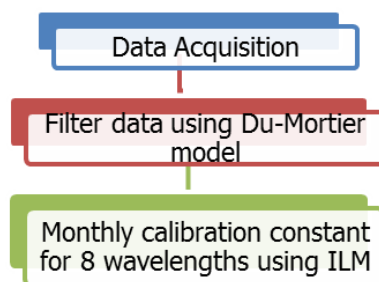 Data Acquisition
Filter data using Du-Mortier
model
Monthly calibration constant
for 8 wavelengths using ILM